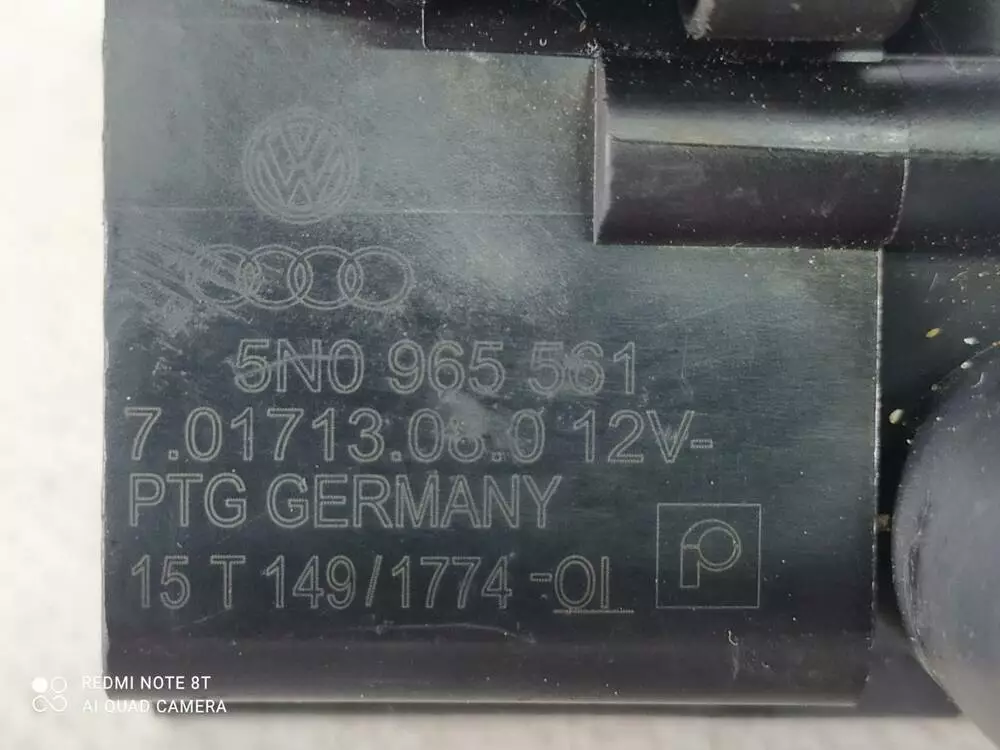 5N0 965 561
7.01713.08.0 12V-
PTG GERMANY
15 T 149/1774 -OI
REDMI NOTE 8T
AI QUAD CAMERA